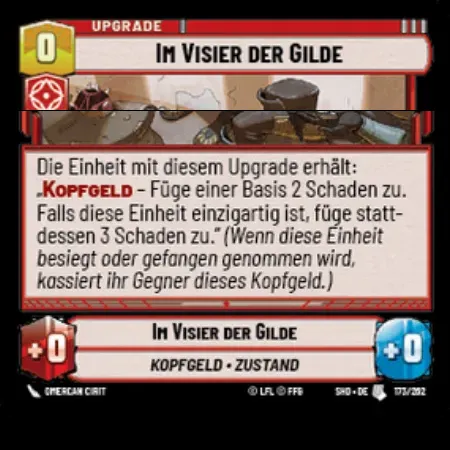 UPGRADE
0
IM VISIER DER GILDE
Die Einheit mit diesem Upgrade erhält:
„KOPFGELD – Füge einer Basis 2 Schaden zu.
Falls diese Einheit einzigartig ist, füge statt-
dessen 3 Schaden zu.“ (Wenn diese Einheit
besiegt oder gefangen genommen wird,
kassiert ihr Gegner dieses Kopfgeld.)
+0
IM VISIER DER GILDE
+0
KOPFGELD • ZUSTAND
OMERCAN CIRIT
© LFL © FFG
SHD • DE
173/262